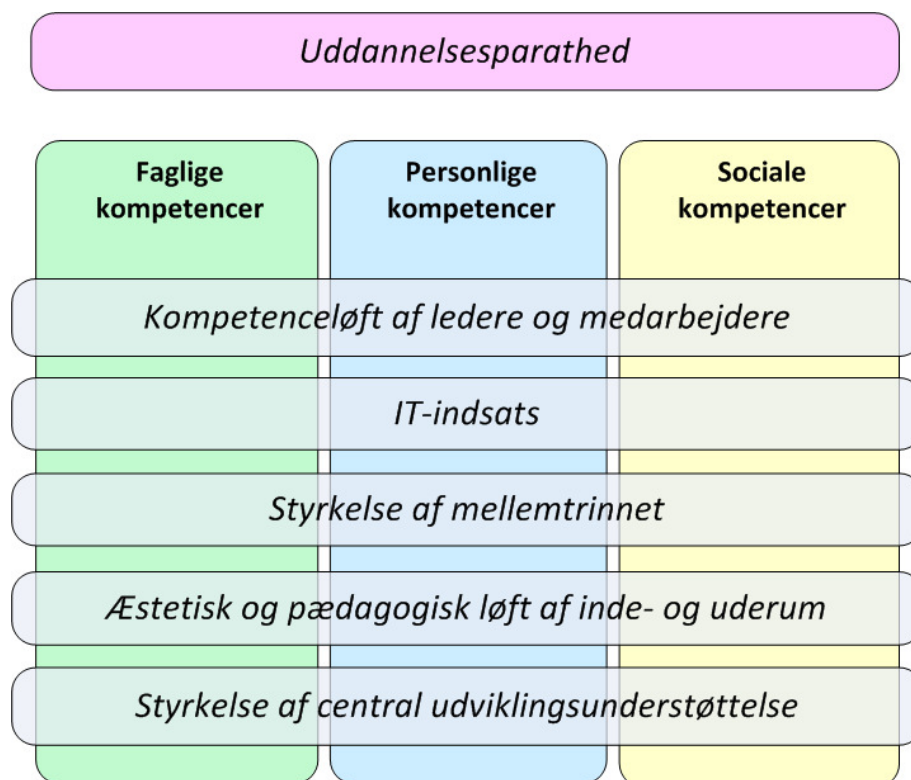 Uddannelsesparathed
Faglige
kompetencer
Personlige
kompetencer
Sociale
kompetencer
Kompetenceløft af ledere og medarbejdere
IT-indsats
Styrkelse af mellemtrinnet
Æstetisk og pædagogisk løft af inde- og uderum
Styrkelse af central udviklingsunderstøttelse